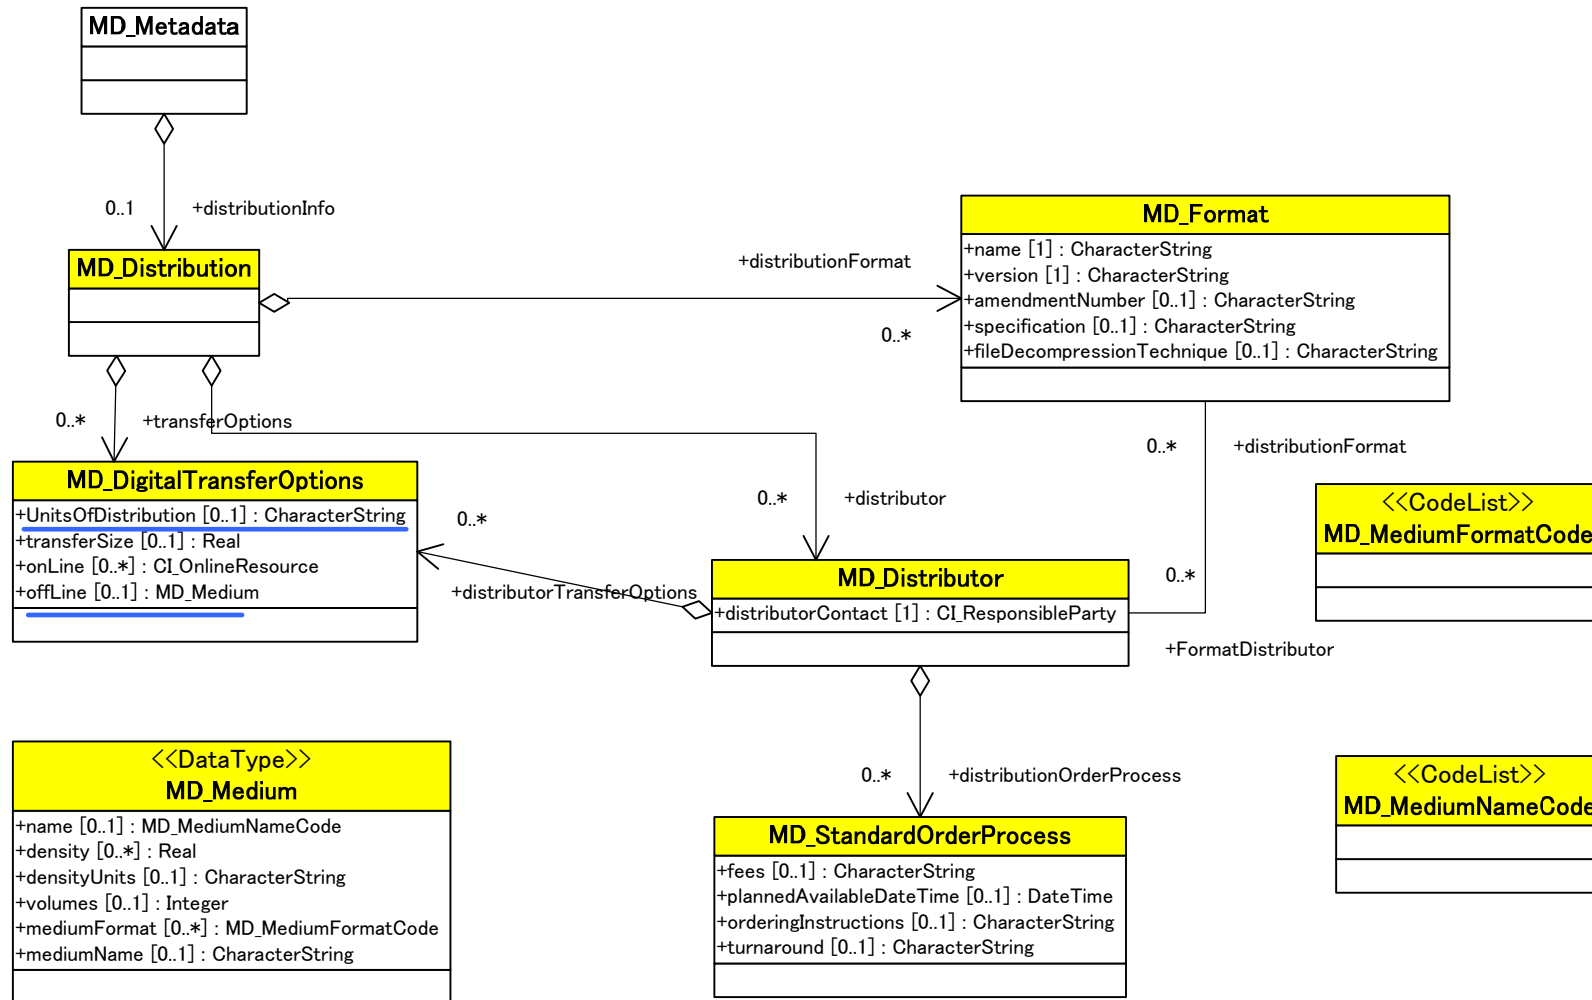 MD_Metadata
0..1
+distributionInfo
MD_Distribution
+distributionFormat
0..*
MD_Format
+name [1] : CharacterString
+version [1] : CharacterString
+amendmentNumber [0..1] : CharacterString
+specification [0..1] : CharacterString
+fileDecompressionTechnique [0..1] : CharacterString
0..*
+transferOptions
0..*
+distributionFormat
MD_DigitalTransferOptions
+UnitsOfDistribution [0..1] : CharacterString
+transferSize [0..1] : Real
+onLine [0..*] : CI_OnlineResource
+offLine [0..1] : MD_Medium
0..*
+distributorTransferOptions
0..*
+distributor
MD_Distributor
+distributorContact [1] : CI_ResponsibleParty
0..*
+FormatDistributor
<<CodeList>>
MD_MediumFormatCode
<<DataType>>
MD_Medium
+name [0..1] : MD_MediumNameCode
+density [0..*] : Real
+densityUnits [0..1] : CharacterString
+volumes [0..1] : Integer
+mediumFormat [0..*] : MD_MediumFormatCode
+mediumName [0..1] : CharacterString
0..*
+distributionOrderProcess
MD_StandardOrderProcess
+fees [0..1] : CharacterString
+plannedAvailableDateTime [0..1] : DateTime
+orderingInstructions [0..1] : CharacterString
+turnaround [0..1] : CharacterString
<<CodeList>>
MD_MediumNameCode